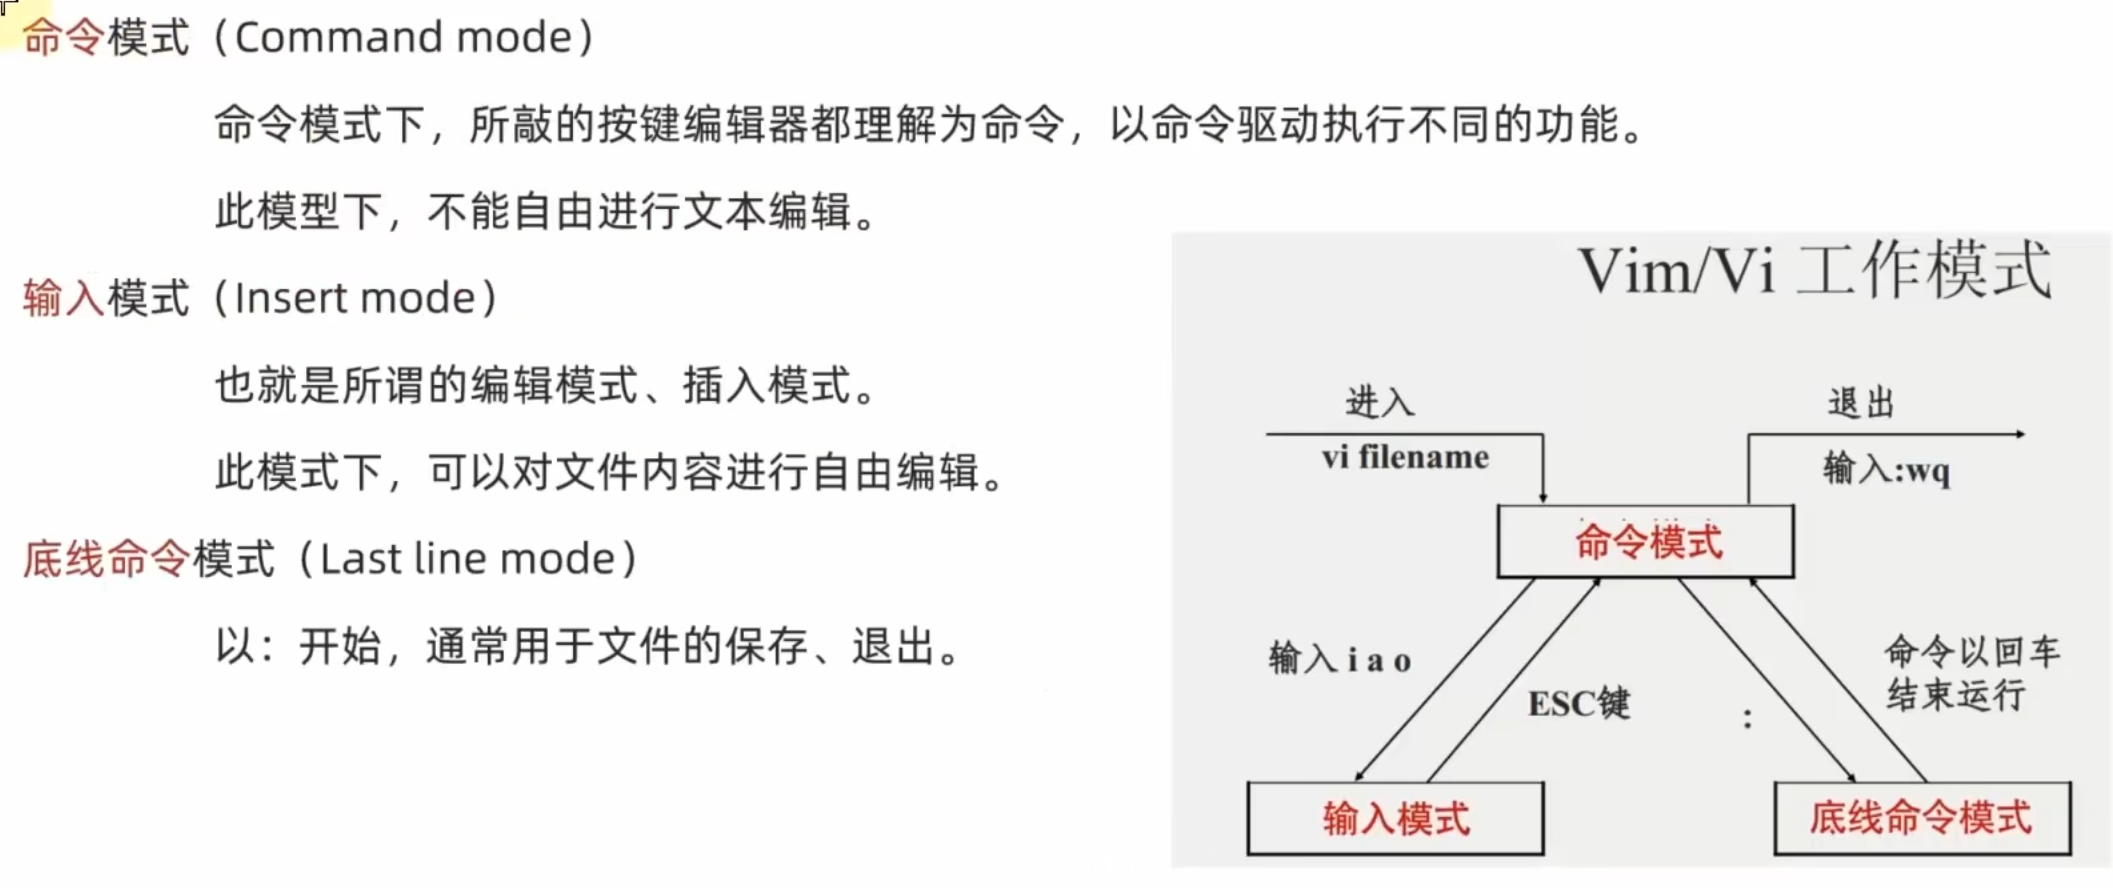 命令模式（Command mode）
命令模式下，所敲的按键编辑器都理解为命令，以命令驱动执行不同的功能。
此模型下，不能自由进行文本编辑。
输入模式（Insert mode）
也就是所谓的编辑模式、插入模式。
此模式下，可以对文件内容进行自由编辑。
底线命令模式（Last line mode）
以：开始，通常用于文件的保存、退出。
Vim/Vi 工作模式
进入
vi filename
退出
输入:wq
命令模式
输入 i a o
ESC键
:
命令以回车
结束运行
输入模式
底线命令模式